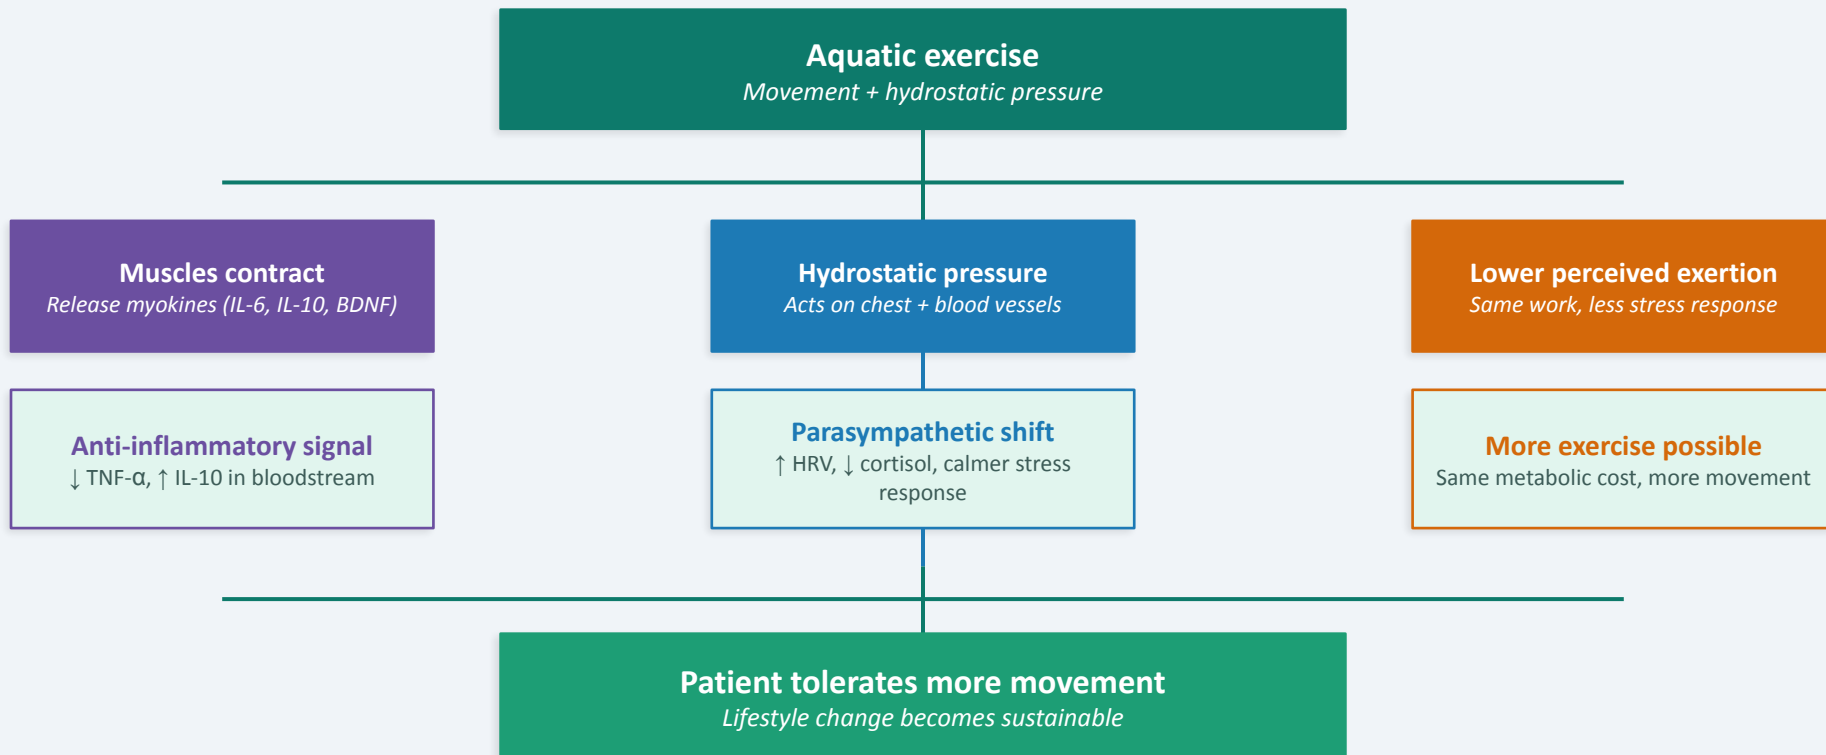 Aquatic exercise
Movement + hydrostatic pressure
Muscles contract
Release myokines (IL-6, IL-10, BDNF)
Hydrostatic pressure
Acts on chest + blood vessels
Lower perceived exertion
Same work, less stress response
Anti-inflammatory signal
↓ TNF-α, ↑ IL-10 in bloodstream
Parasympathetic shift
↑ HRV, ↓ cortisol, calmer stress
response
More exercise possible
Same metabolic cost, more movement
Patient tolerates more movement
Lifestyle change becomes sustainable